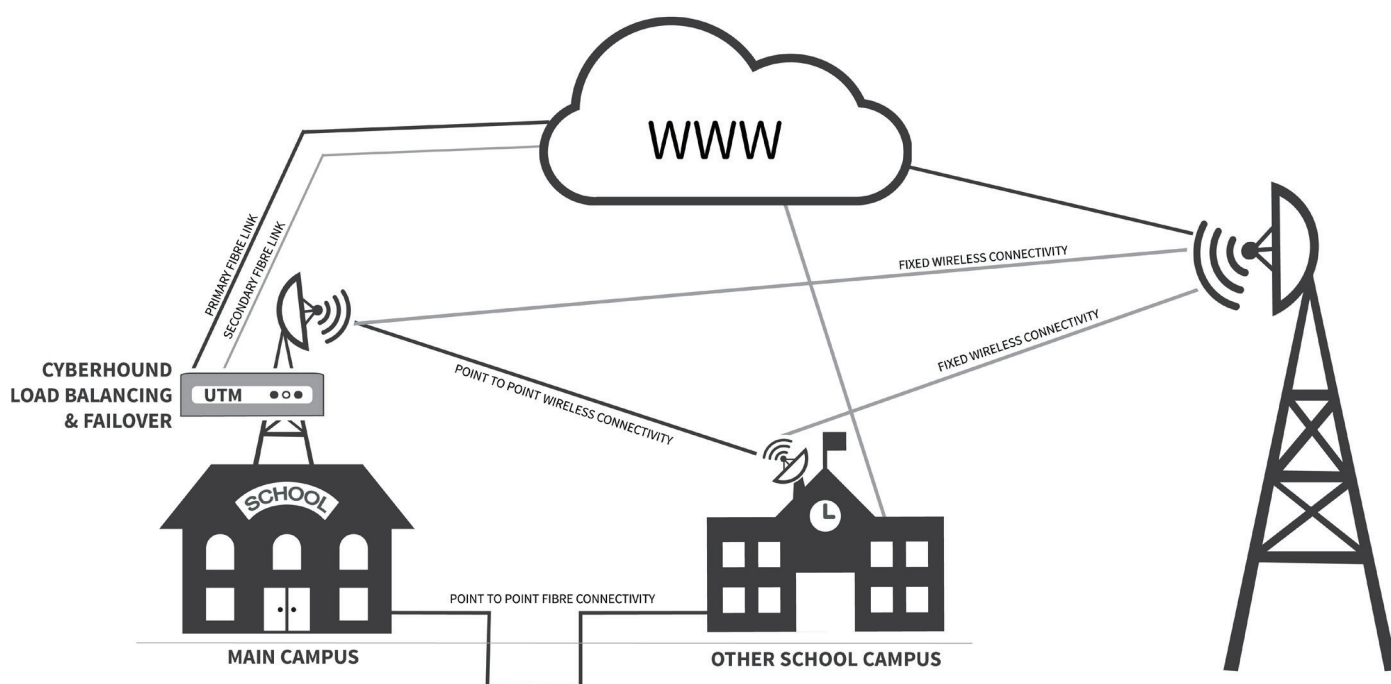 WWW
PRIMARY FIBRE LINK
SECONDARY FIBRE LINK
FIXED WIRELESS CONNECTIVITY
FIXED WIRELESS CONNECTIVITY
POINT TO POINT WIRELESS CONNECTIVITY
CYBERHOUND
LOAD BALANCING
& FAILOVER
UTM
SCHOOL
POINT TO POINT FIBRE CONNECTIVITY
MAIN CAMPUS
OTHER SCHOOL CAMPUS